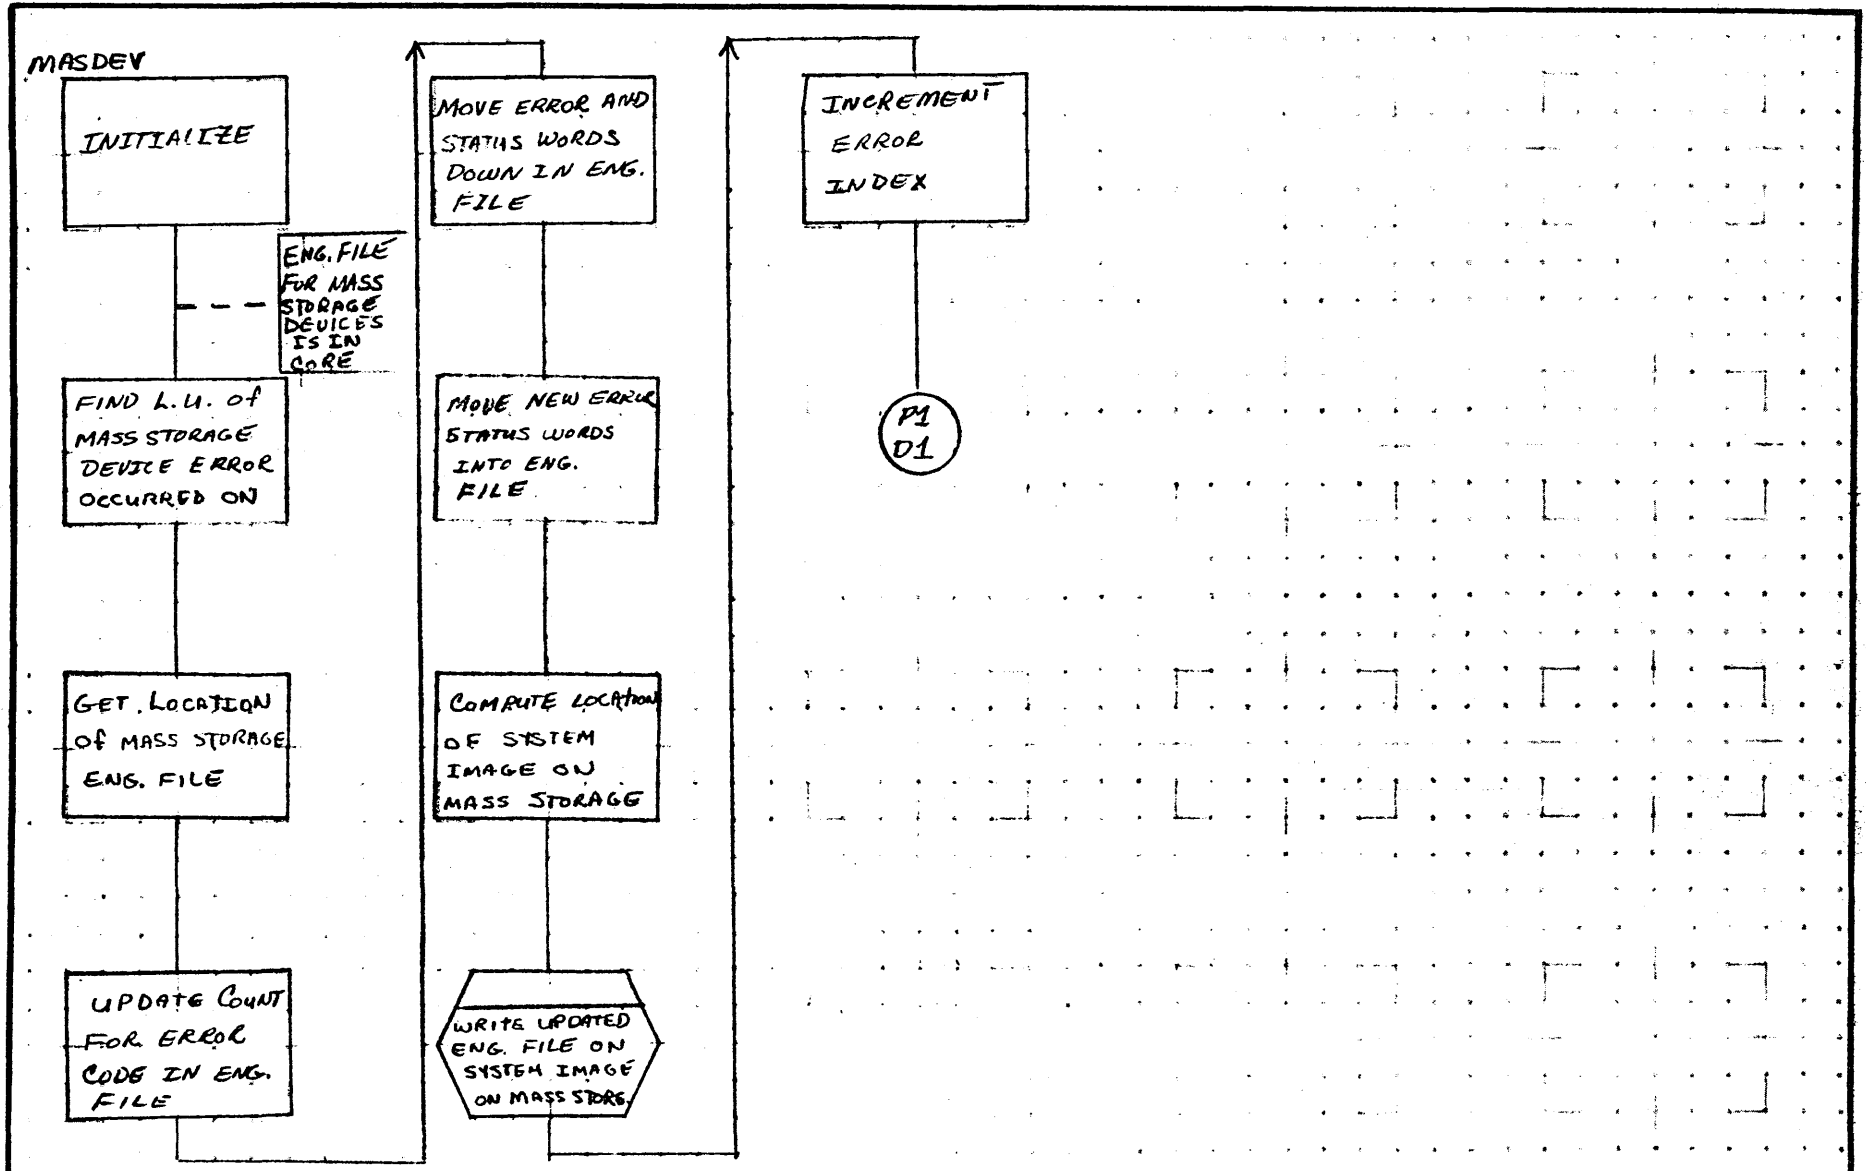 MASDEV
INITIALIZE
ENG. FILE
FOR MASS
STORAGE
DEVICES
IS IN
CORE
FIND L.U. of
MASS STORAGE
DEVICE ERROR
OCCURRED ON
GET LOCATION
Of MASS STORAGE
ENG. FILE
UPDATE COUNT
FOR ERROR
CODE IN ENG.
FILE
MOVE ERROR AND
STATUS WORDS
DOWN IN ENG.
FILE
MOVE NEW ERROR
STATUS WORDS
INTO ENG.
FILE
COMPUTE LOCATION
OF SYSTEM
IMAGE ON
MASS STORAGE
WRITE UPDATED
ENG. FILE ON
SYSTEM IMAGE
ON MASS STORG.
INCREMENT
ERROR
INDEX
P1
D1